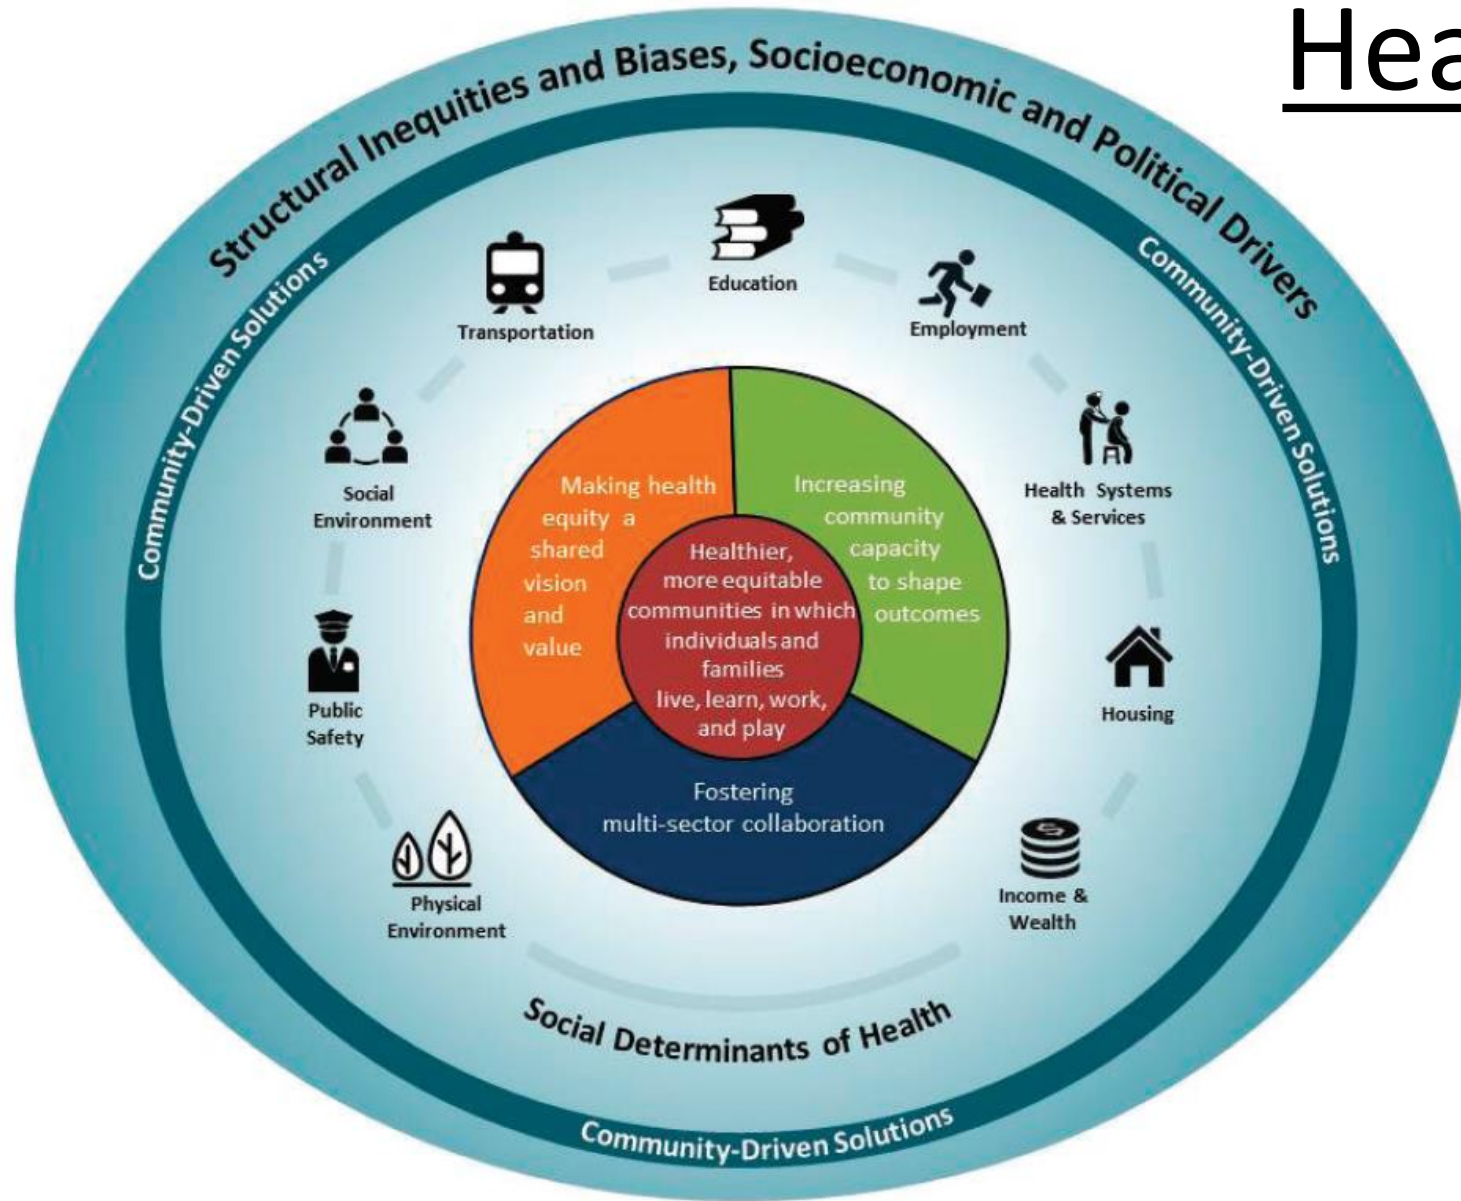 Hea
Structural Inequities and Biases, Socioeconomic and Political Drivers
Community-Driven Solutions
Community-Driven Solutions
Education
Transportation
Employment
Social
Environment
Health Systems
& Services
Public
Safety
Housing
Physical
Environment
Income &
Wealth
Making health
equity a
shared
vision
and
value
Increasing
community
capacity
to shape
outcomes
Healthier,
more equitable
communities in which
individuals and
families
live, learn, work,
and play
Fostering
multi-sector collaboration
Social Determinants of Health
Community-Driven Solutions